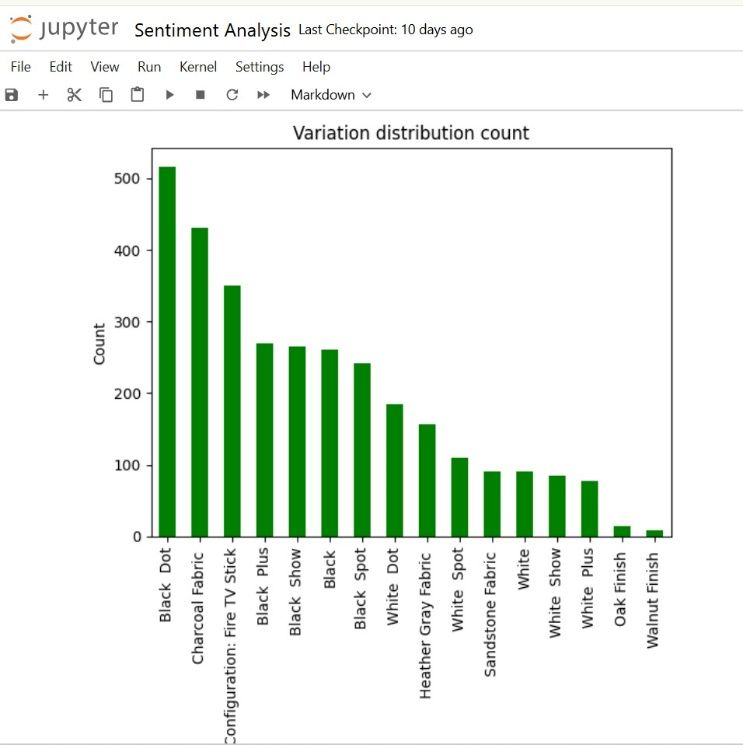 jupyter Sentiment Analysis Last Checkpoint: 10 days ago
File Edit View Run Kernel Settings Help
Markdown
Variation distribution count
500
400
300
200
100
0
Count
Black  Dot
Charcoal Fabric
Configuration: Fire TV Stick
Black  Plus
Black  Show
Black
Black  Spot
White  Dot
Heather Gray Fabric
White  Spot
Sandstone Fabric
White
White  Show
White  Plus
Oak Finish
Walnut Finish